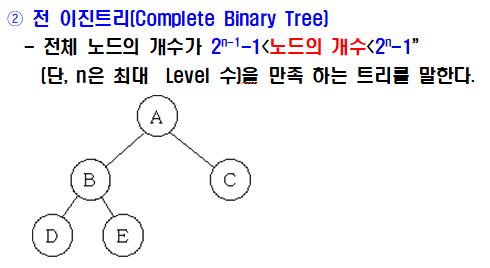 ② 전 이진트리(Complete Binary Tree)
- 전체 노드의 개수가 2ⁿ⁻¹-1<노드의 개수<2ⁿ-1”
(단, n은 최대 Level 수)을 만족 하는 트리를 말한다.
A
B C
D E